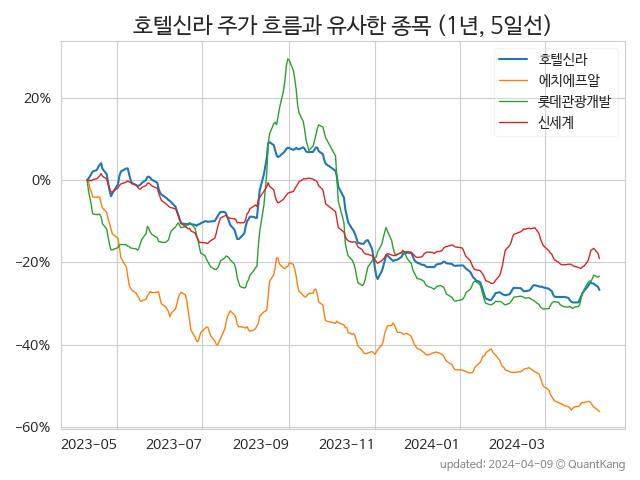 호텔신라 주가 흐름과 유사한 종목 (1년, 5일선)
호텔신라
에치에프알
롯데관광개발
신세계
20%
0%
−20%
−40%
−60%
2023-05 2023-07 2023-09 2023-11 2024-01 2024-03
updated: 2024-04-09 © QuantKang